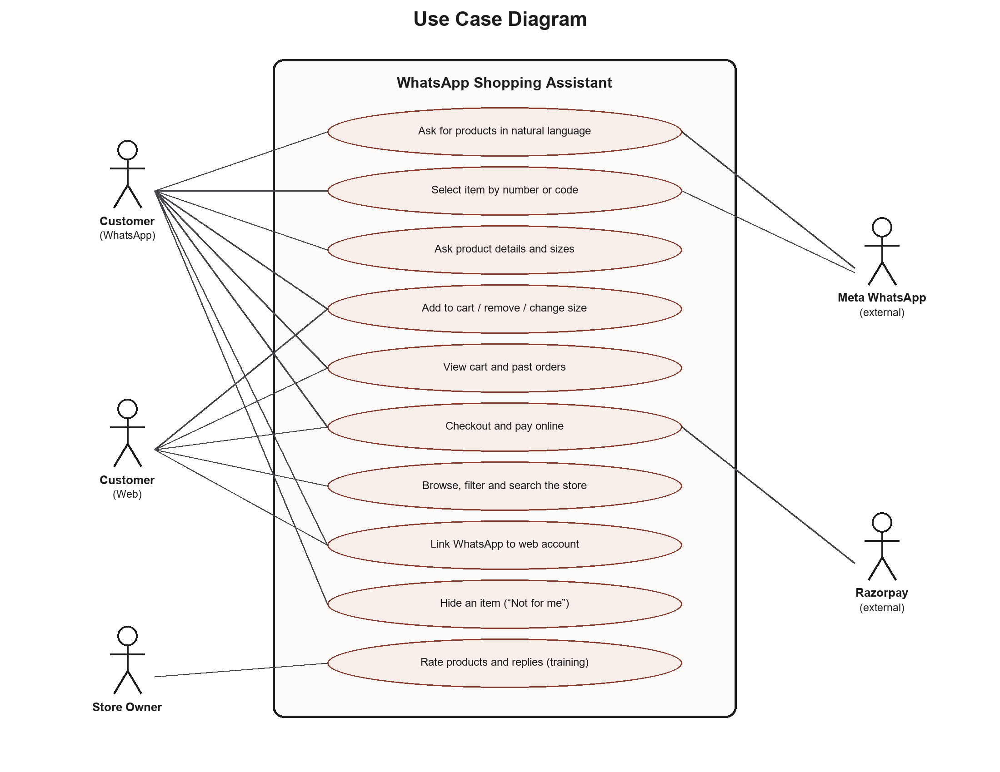 Use Case Diagram
WhatsApp Shopping Assistant
Ask for products in natural language
Select item by number or code
Ask product details and sizes
Add to cart / remove / change size
View cart and past orders
Checkout and pay online
Browse, filter and search the store
Link WhatsApp to web account
Hide an item (“Not for me”)
Rate products and replies (training)
Customer
(WhatsApp)
Customer
(Web)
Store Owner
Meta WhatsApp
(external)
Razorpay
(external)